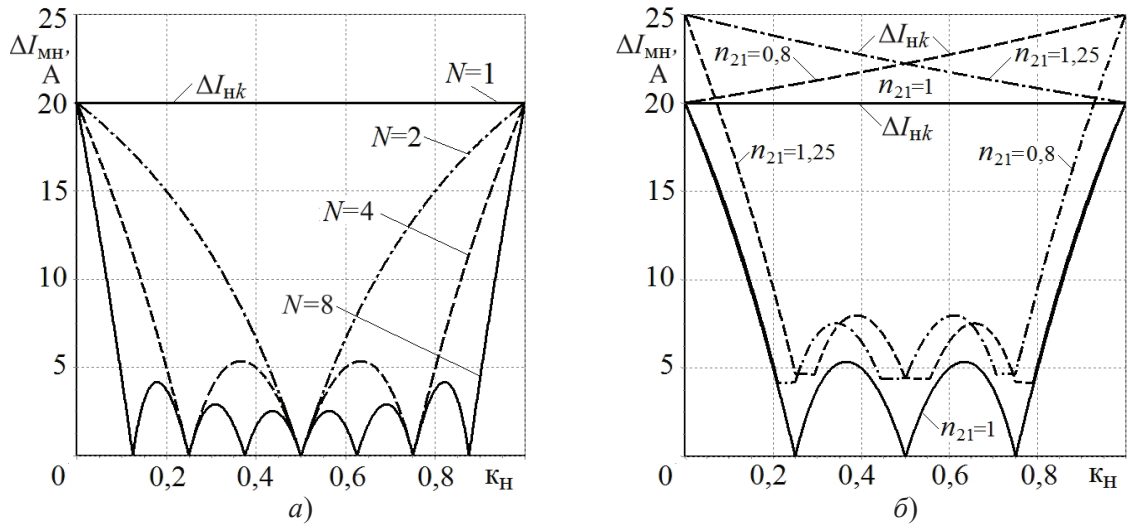 25
ΔIмн,
А
20
15
10
5
0
0,2
0,4
0,6
0,8
кн
ΔIнk
N=1
N=2
N=4
N=8
а)
25
ΔIмн,
А
20
15
10
5
0
0,2
0,4
0,6
0,8
кн
ΔIнk
n21=0,8
n21=1,25
n21=1
ΔIнk
n21=1,25
n21=0,8
n21=1
б)